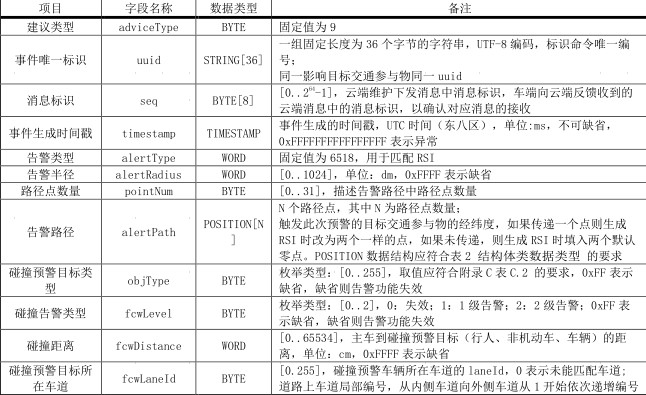 项目 字段名称 数据类型 备注
建议类型 adviceType BYTE 固定值为 9
事件唯一标识 uuid STRING[36] 一组固定长度为 36 个字节的字符串，UTF-8 编码，标识命令唯一编
号；
同一影响目标交通参与物同一 uuid
消息标识 seq BYTE[8] [0..2⁶⁴-1]，云端维护下发消息中消息标识，车端向云端反馈收到的
云端消息中的消息标识，以确认对应消息的接收
事件生成时间戳 timestamp TIMESTAMP 事件生成的时间戳，UTC 时间（东八区），单位:ms，不可缺省，
0xFFFFFFFFFFFFFFFF 表示异常
告警类型 alertType WORD 固定值为 6518，用于匹配 RSI
告警半径 alertRadius WORD [0..1024]，单位：dm，0xFFFF 表示缺省
路径点数量 pointNum BYTE [0..31]，描述告警路径中路径点数量
告警路径 alertPath POSITION[N
] N 个路径点，其中 N 为路径点数量；
触发此次预警的目标交通参与物的经纬度，如果传递一个点则生成
RSI 时改为两个一样的点，如果未传递，则生成 RSI 时填入两个默认
零点。POSITION 数据结构应符合表 2 结构体类数据类型 的要求
碰撞预警目标类
型 objType BYTE 枚举类型：[0..255]，取值应符合附录 C 表 C.2 的要求，0xFF 表示
缺省，缺省则告警功能失效
碰撞告警类型 fcwLevel BYTE 枚举类型：[0..2]，0：失效；1：1 级告警；2：2 级告警；0xFF 表
示缺省，缺省则告警功能失效
碰撞距离 fcwDistance WORD [0..65534]，主车到碰撞预警目标（行人、非机动车、车辆）的距
离，单位：cm，0xFFFF 表示缺省
碰撞预警目标所
在车道 fcwLaneId BYTE [0.255]，碰撞预警车辆所在车道的 laneId，0 表示未能匹配车道；
道路上车道局部编号，从内侧车道向外侧车道从 1 开始依次递增编号